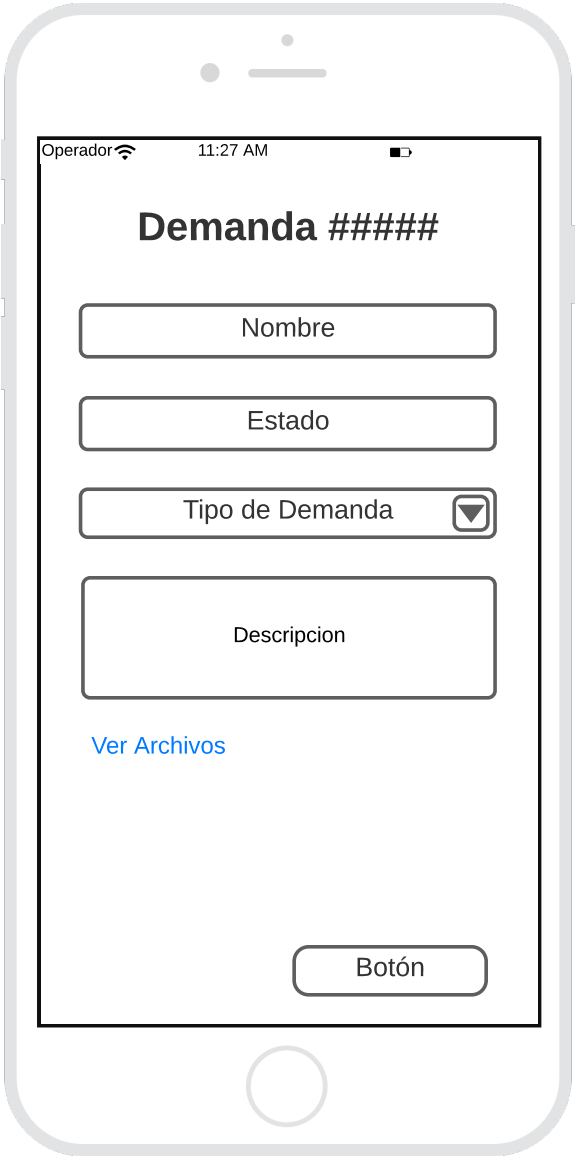 Operador 11:27 AM
Demanda #####
Nombre
Estado
Tipo de Demanda
Descripcion
Ver Archivos
Botón